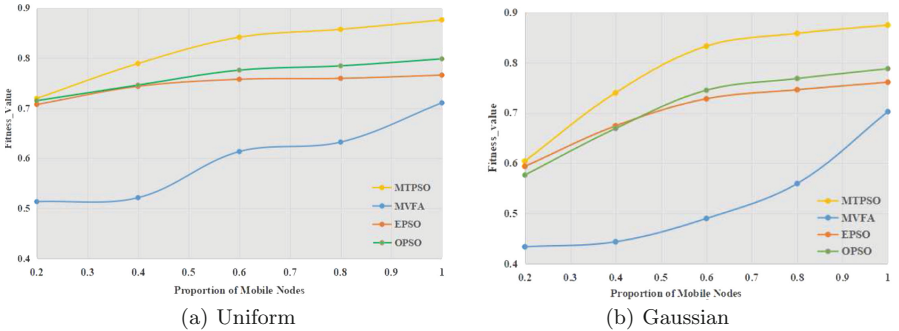 0.9
0.8
0.7
0.6
0.5
0.4
Fitness_Value
0.2 0.3 0.4 0.5 0.6 0.7 0.8 0.9 1
Proportion of Mobile Nodes
MTPSO
MVFA
EPSO
OPSO
(a) Uniform
0.9
0.8
0.7
0.6
0.5
0.4
Fitness_value
0.2 0.3 0.4 0.5 0.6 0.7 0.8 0.9 1
Proportion of Mobile Nodes
MTPSO
MVFA
EPSO
OPSO
(b) Gaussian